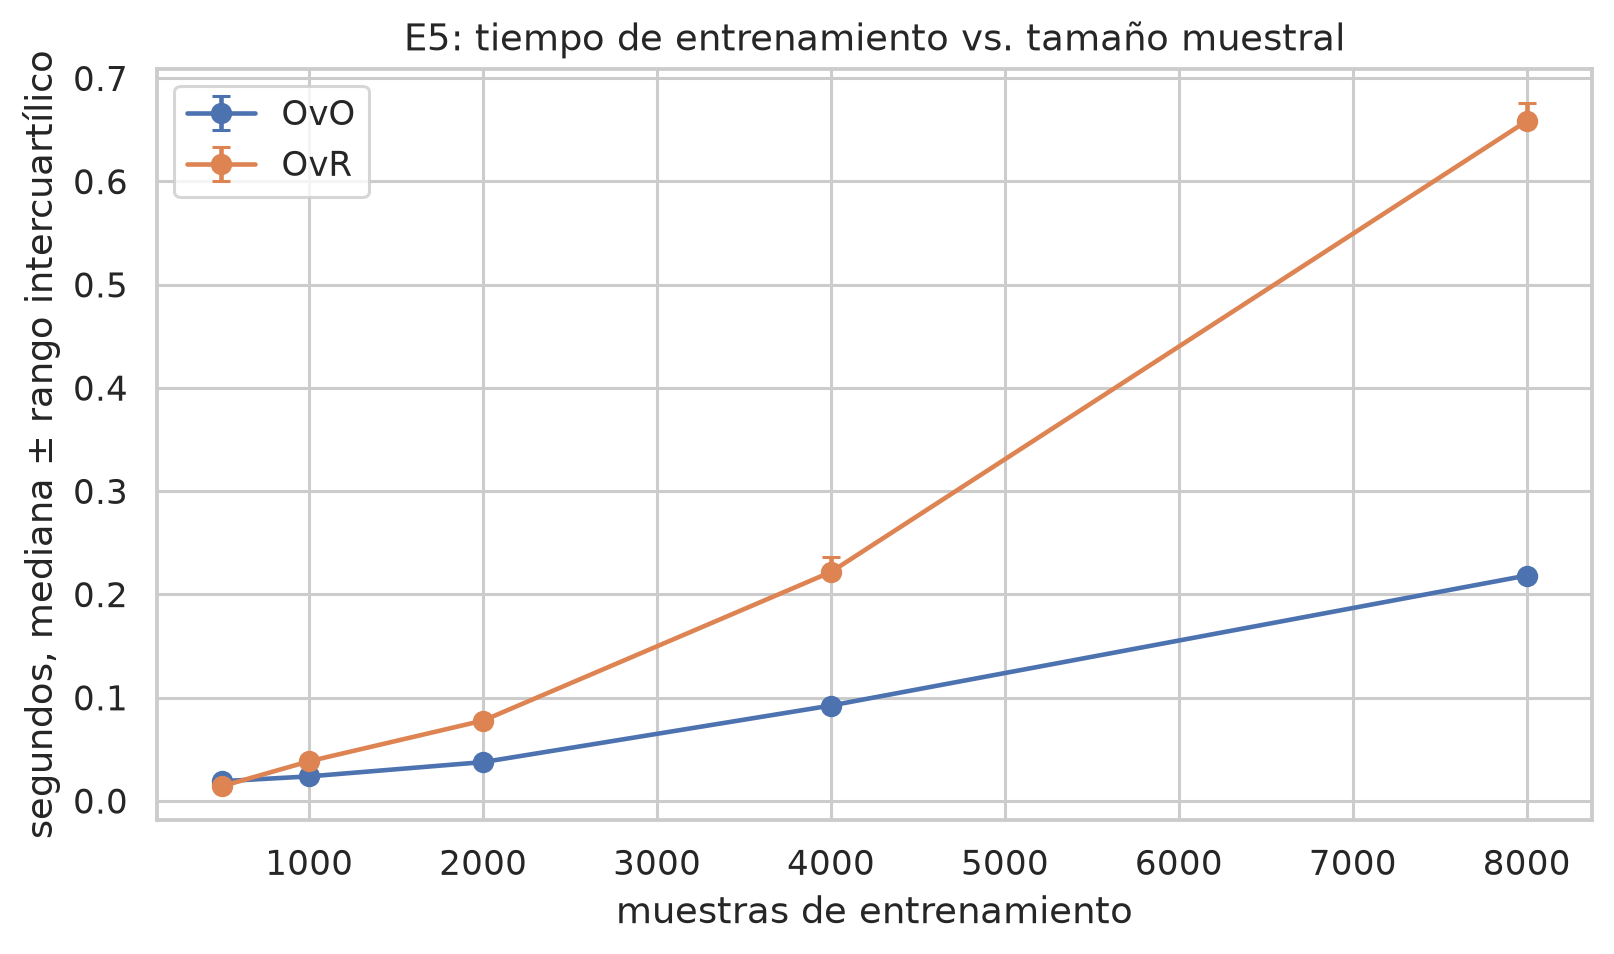 E5: tiempo de entrenamiento vs. tamaño muestral
segundos, mediana ± rango intercuartílico
0.7
0.6
0.5
0.4
0.3
0.2
0.1
0.0
OvO
OvR
1000 2000 3000 4000 5000 6000 7000 8000
muestras de entrenamiento